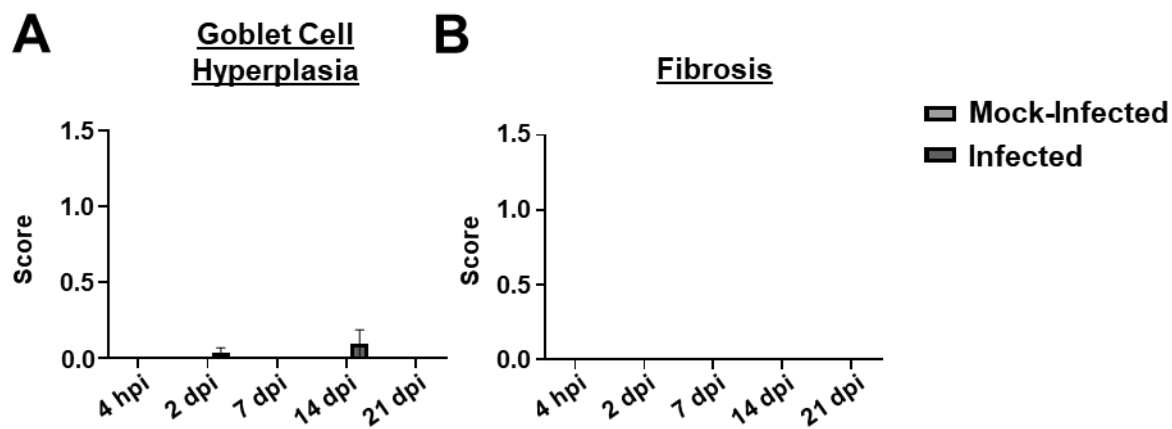 A
Goblet Cell
Hyperplasia
1.5
1.0
0.5
0.0
Score
4 hpi
2 dpi
7 dpi
14 dpi
21 dpi
B
Fibrosis
1.5
1.0
0.5
0.0
Score
4 hpi
2 dpi
7 dpi
14 dpi
21 dpi
Mock-Infected
Infected